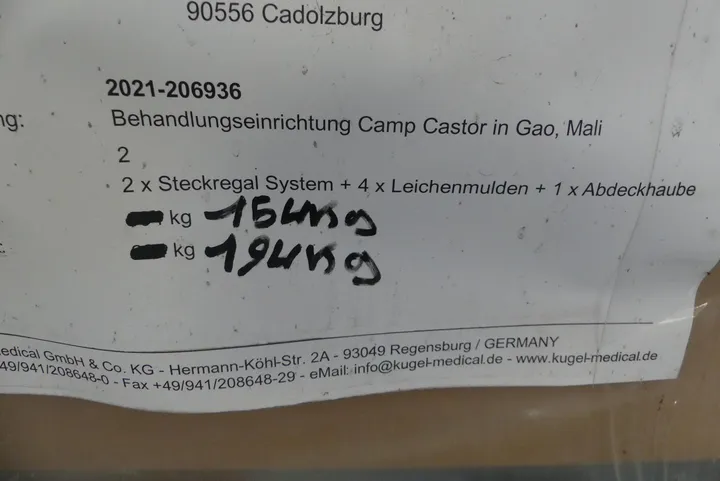 90556 Cadolzburg
2021-206936
ng: Behandlungseinrichtung Camp Castor in Gao, Mali
2
2 x Steckregal System + 4 x Leichenmulden + 1 x Abdeckhaube
kg 154kg
kg 194kg
edical GmbH & Co. KG - Hermann-Köhl-Str. 2A - 93049 Regensburg / GERMANY
49/941/208648-0 - Fax +49/941/208648-29 - eMail: info@kugel-medical.de - www.kugel-medical.de